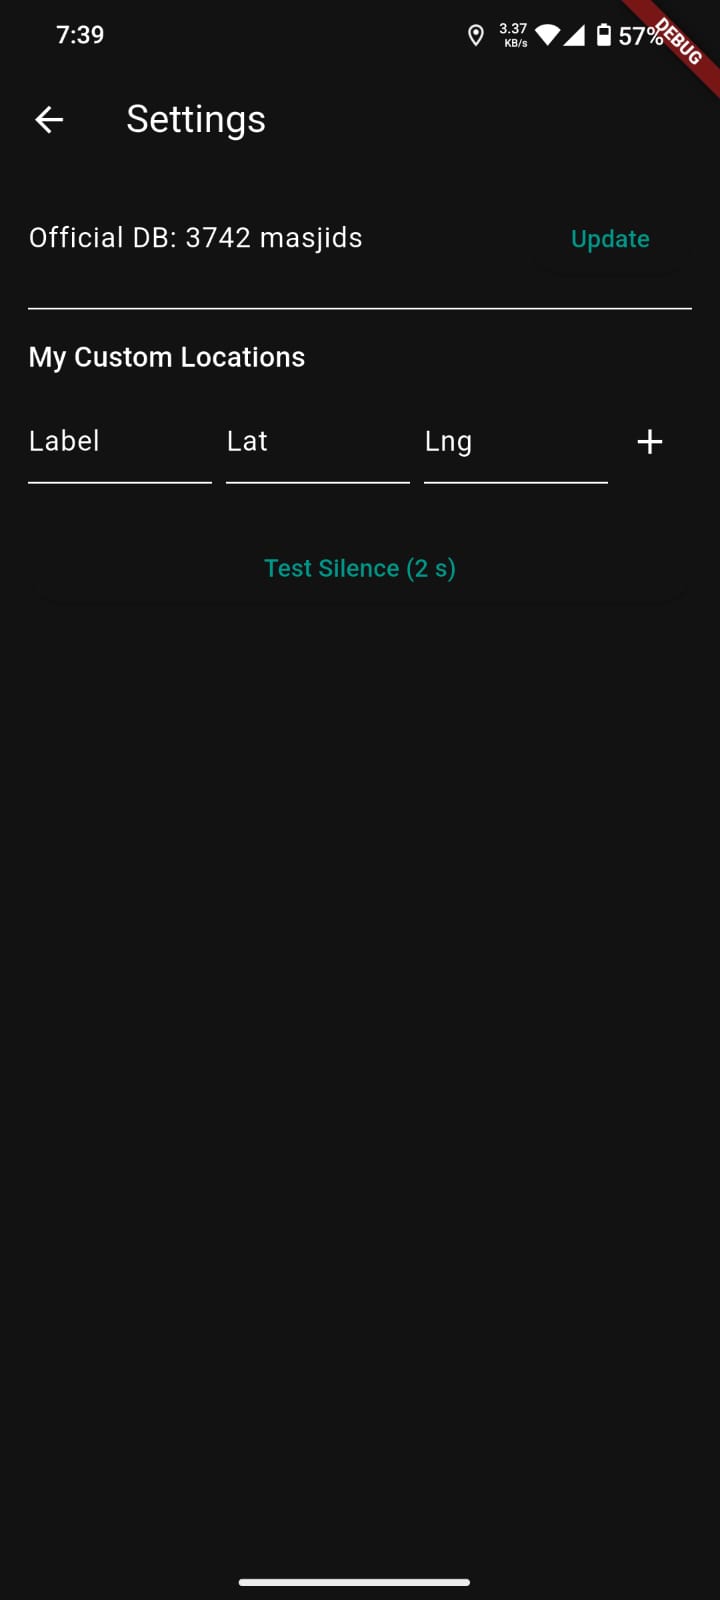 7:39
3.37
KB/s
57%
DEBUG
Settings
Official DB: 3742 masjids
Update
My Custom Locations
Label Lat Lng
Test Silence (2 s)